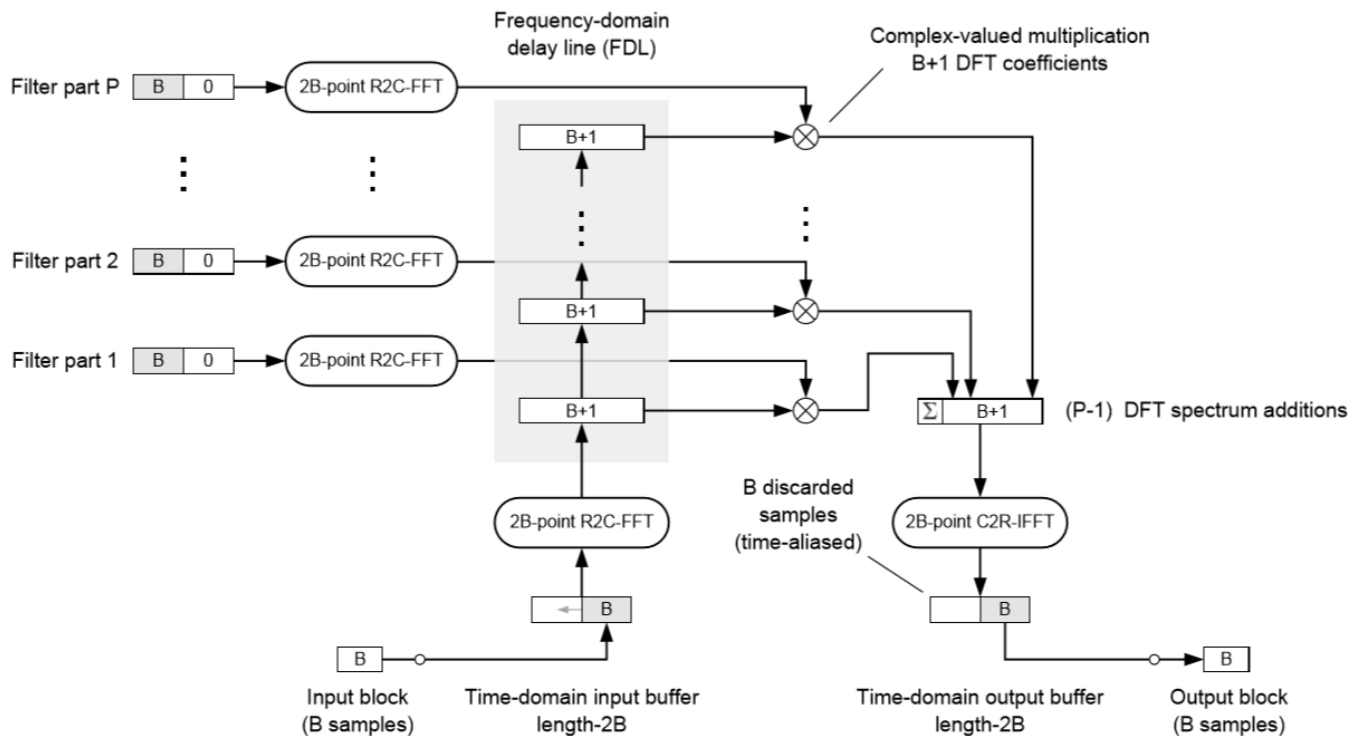 Frequency-domain
delay line (FDL)
Complex-valued multiplication
B+1 DFT coefficients
Filter part P
B 0
2B-point R2C-FFT
B+1
Filter part 2
B 0
2B-point R2C-FFT
B+1
Filter part 1
B 0
2B-point R2C-FFT
B+1
Σ B+1
(P-1) DFT spectrum additions
B discarded
samples
(time-aliased)
2B-point R2C-FFT
2B-point C2R-IFFT
B
B
B
B
Input block
(B samples)
Time-domain input buffer
length-2B
Time-domain output buffer
length-2B
Output block
(B samples)